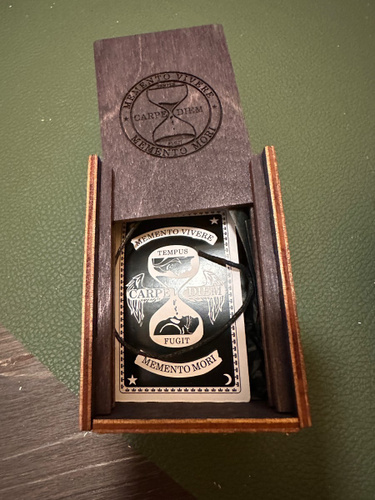 MEMENTO VIVERE
CARPE DIEM
MEMENTO MORI
MEMENTO VIVERE
TEMPUS
CARPE DIEM
FUGIT
MEMENTO MORI